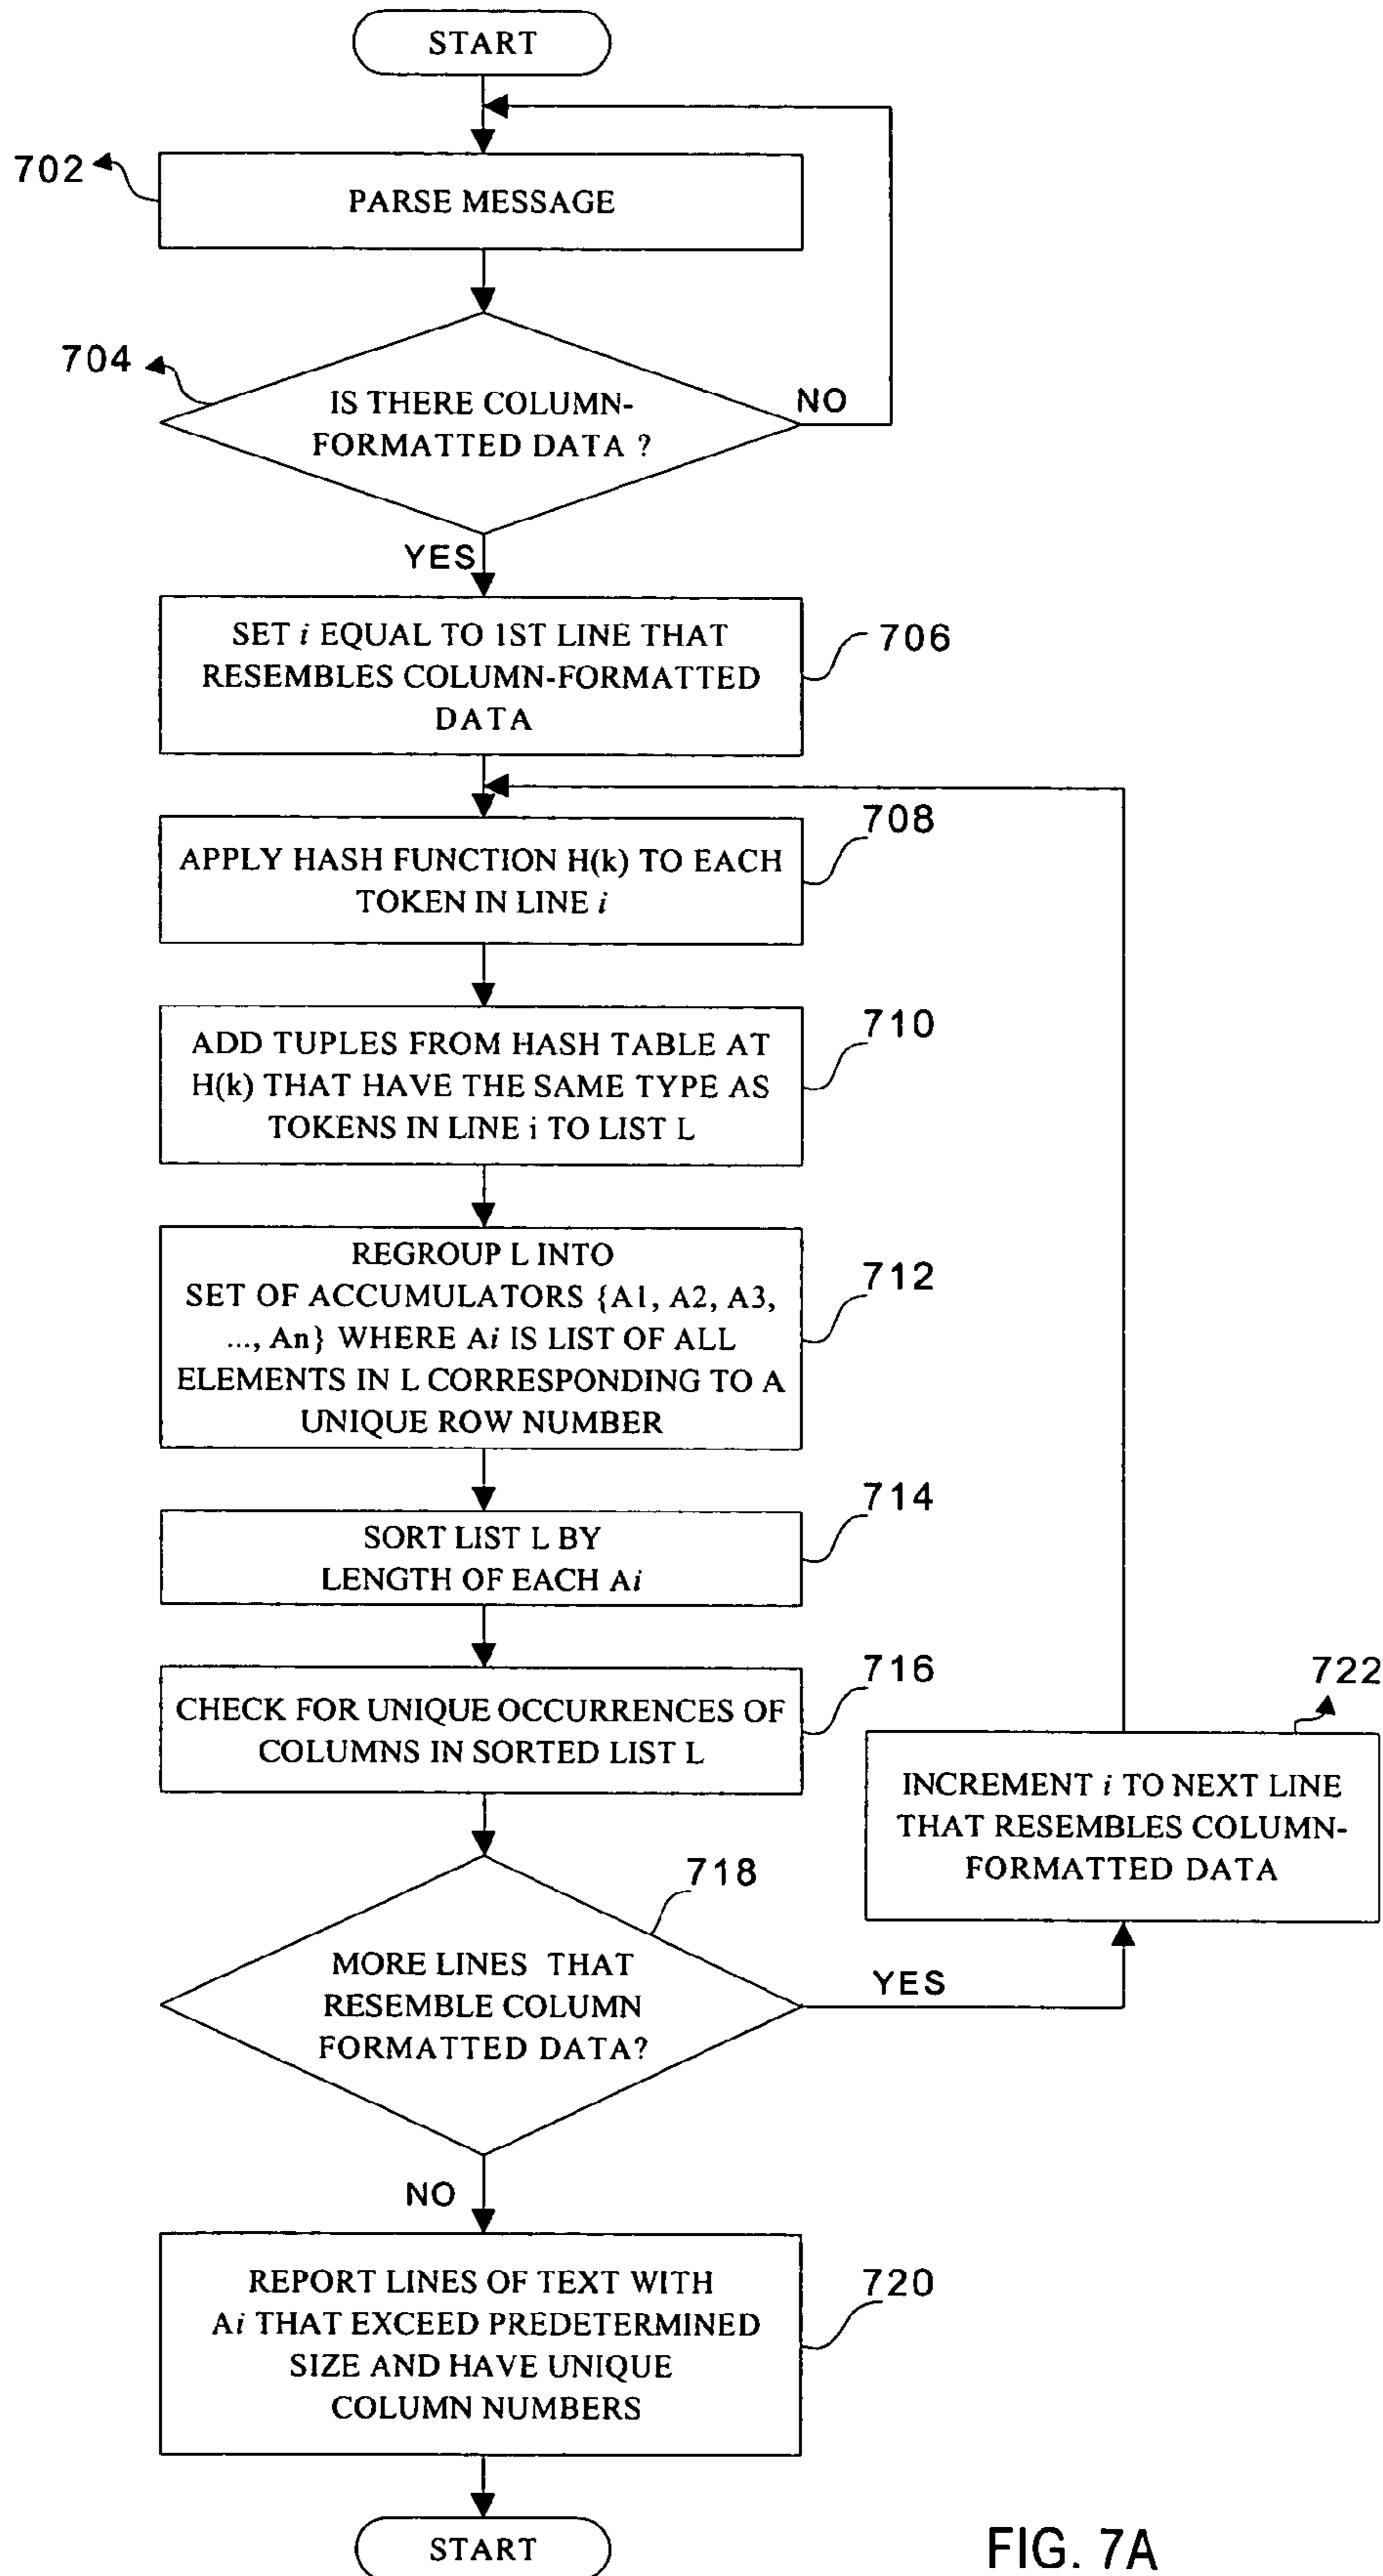 START
702
PARSE MESSAGE
704
IS THERE COLUMN-
FORMATTED DATA ?
NO
YES
SET i EQUAL TO 1ST LINE THAT
RESEMBLES COLUMN-FORMATTED
DATA
706
708
APPLY HASH FUNCTION H(k) TO EACH
TOKEN IN LINE i
710
ADD TUPLES FROM HASH TABLE AT
H(k) THAT HAVE THE SAME TYPE AS
TOKENS IN LINE i TO LIST L
712
REGROUP L INTO
SET OF ACCUMULATORS {A1, A2, A3,
..., An} WHERE Ai IS LIST OF ALL
ELEMENTS IN L CORRESPONDING TO A
UNIQUE ROW NUMBER
714
SORT LIST L BY
LENGTH OF EACH Ai
716
CHECK FOR UNIQUE OCCURRENCES OF
COLUMNS IN SORTED LIST L
722
INCREMENT i TO NEXT LINE
THAT RESEMBLES COLUMN-
FORMATTED DATA
718
MORE LINES THAT
RESEMBLE COLUMN
FORMATTED DATA?
YES
NO
REPORT LINES OF TEXT WITH
Ai THAT EXCEED PREDETERMINED
SIZE AND HAVE UNIQUE
COLUMN NUMBERS
720
START
FIG. 7A